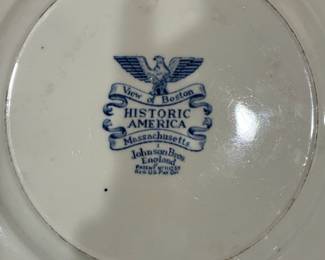 View of Boston
HISTORIC
AMERICA
Massachusetts
Johnson Bros
England